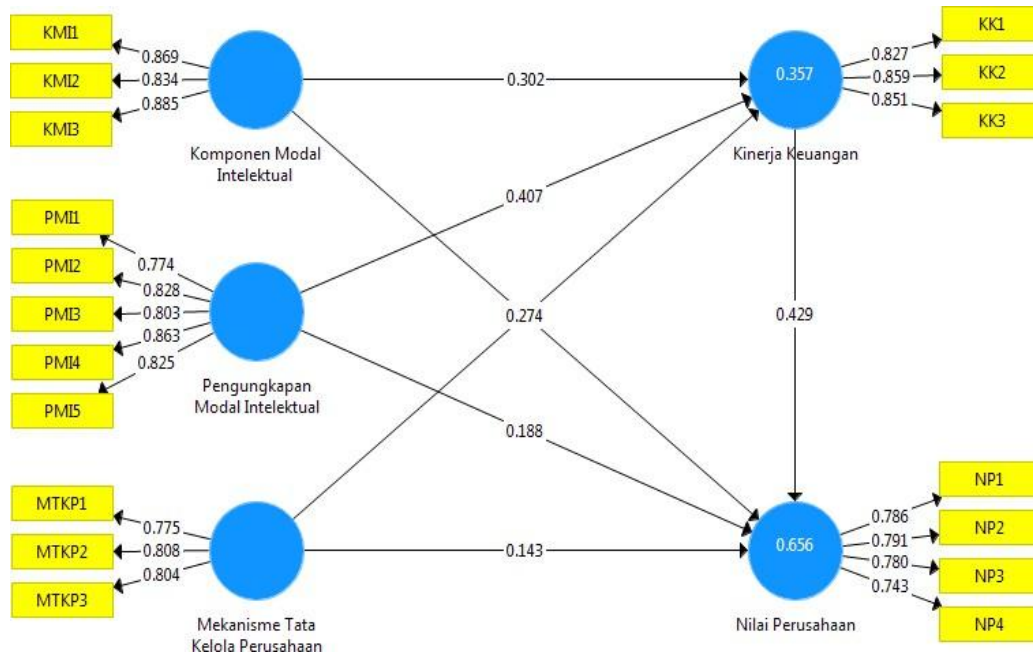 KMI1
KMI2
KMI3
0.869
0.834
0.885
Komponen Modal
Intelektual
0.302
0.357
Kinerja Keuangan
0.827
0.859
0.851
KK1
KK2
KK3
PMI1
PMI2
PMI3
PMI4
PMI5
0.774
0.828
0.803
0.863
0.825
Pengungkapan
Modal Intelektual
0.407
0.274
0.429
0.188
MTKP1
MTKP2
MTKP3
0.775
0.808
0.804
Mekanisme Tata
Kelola Perusahaan
0.143
0.656
Nilai Perusahaan
0.786
0.791
0.780
0.743
NP1
NP2
NP3
NP4